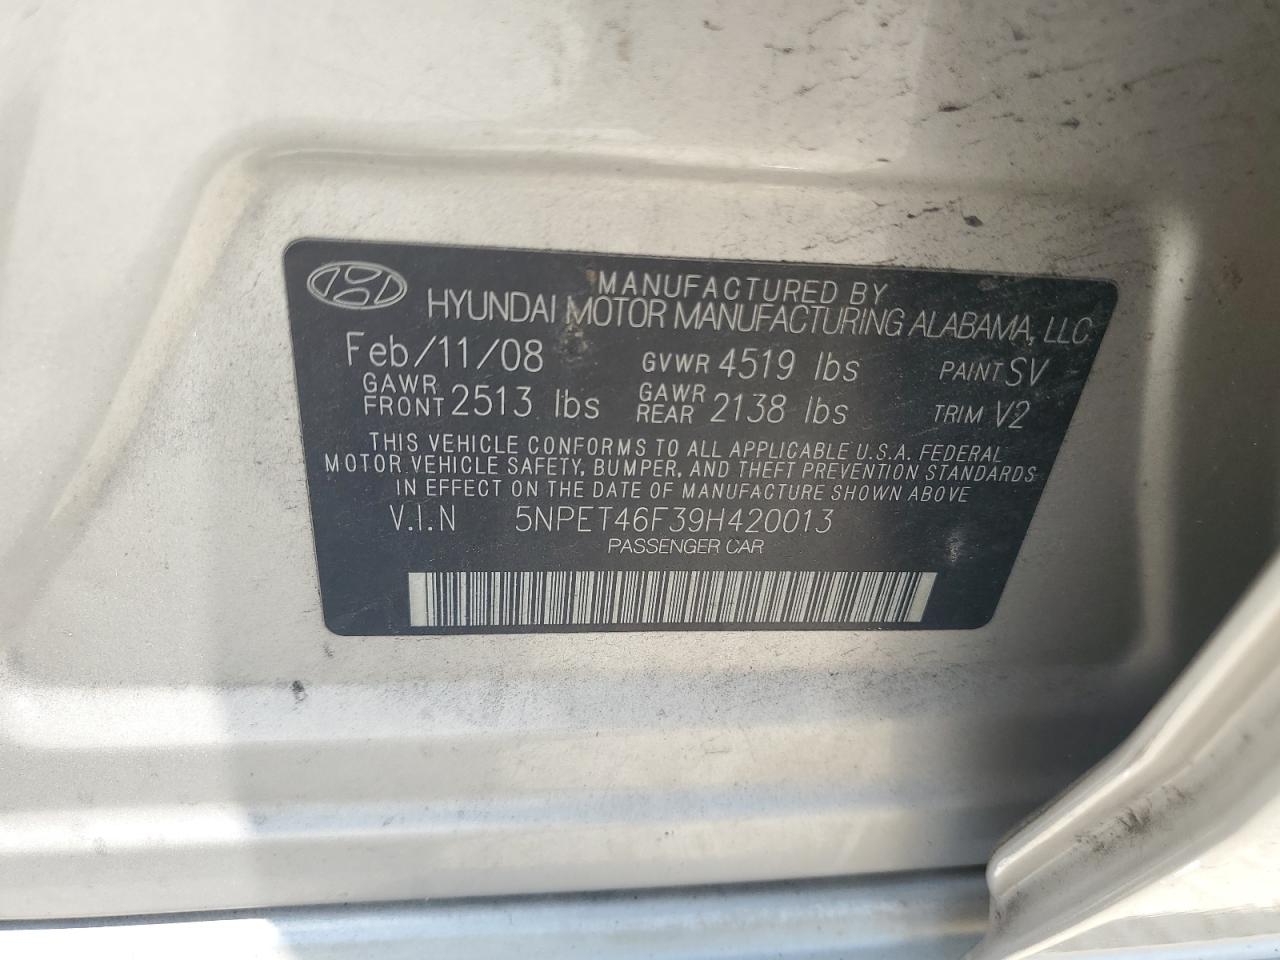 MANUFACTURED BY
HYUNDAI MOTOR MANUFACTURING ALABAMA, LLC
Feb/11/08 GVWR 4519 lbs PAINT SV
GAWR FRONT 2513 lbs GAWR REAR 2138 lbs TRIM V2
THIS VEHICLE CONFORMS TO ALL APPLICABLE U.S.A. FEDERAL
MOTOR VEHICLE SAFETY, BUMPER, AND THEFT PREVENTION STANDARDS
IN EFFECT ON THE DATE OF MANUFACTURE SHOWN ABOVE
V.I.N 5NPET46F39H420013
PASSENGER CAR